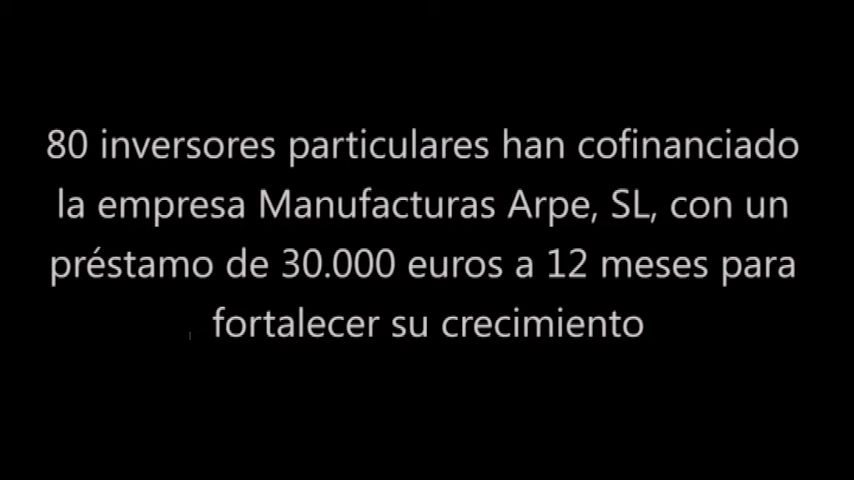 80 inversores particulares han cofinanciado
la empresa Manufacturas Arpe, SL, con un
préstamo de 30.000 euros a 12 meses para
fortalecer su crecimiento